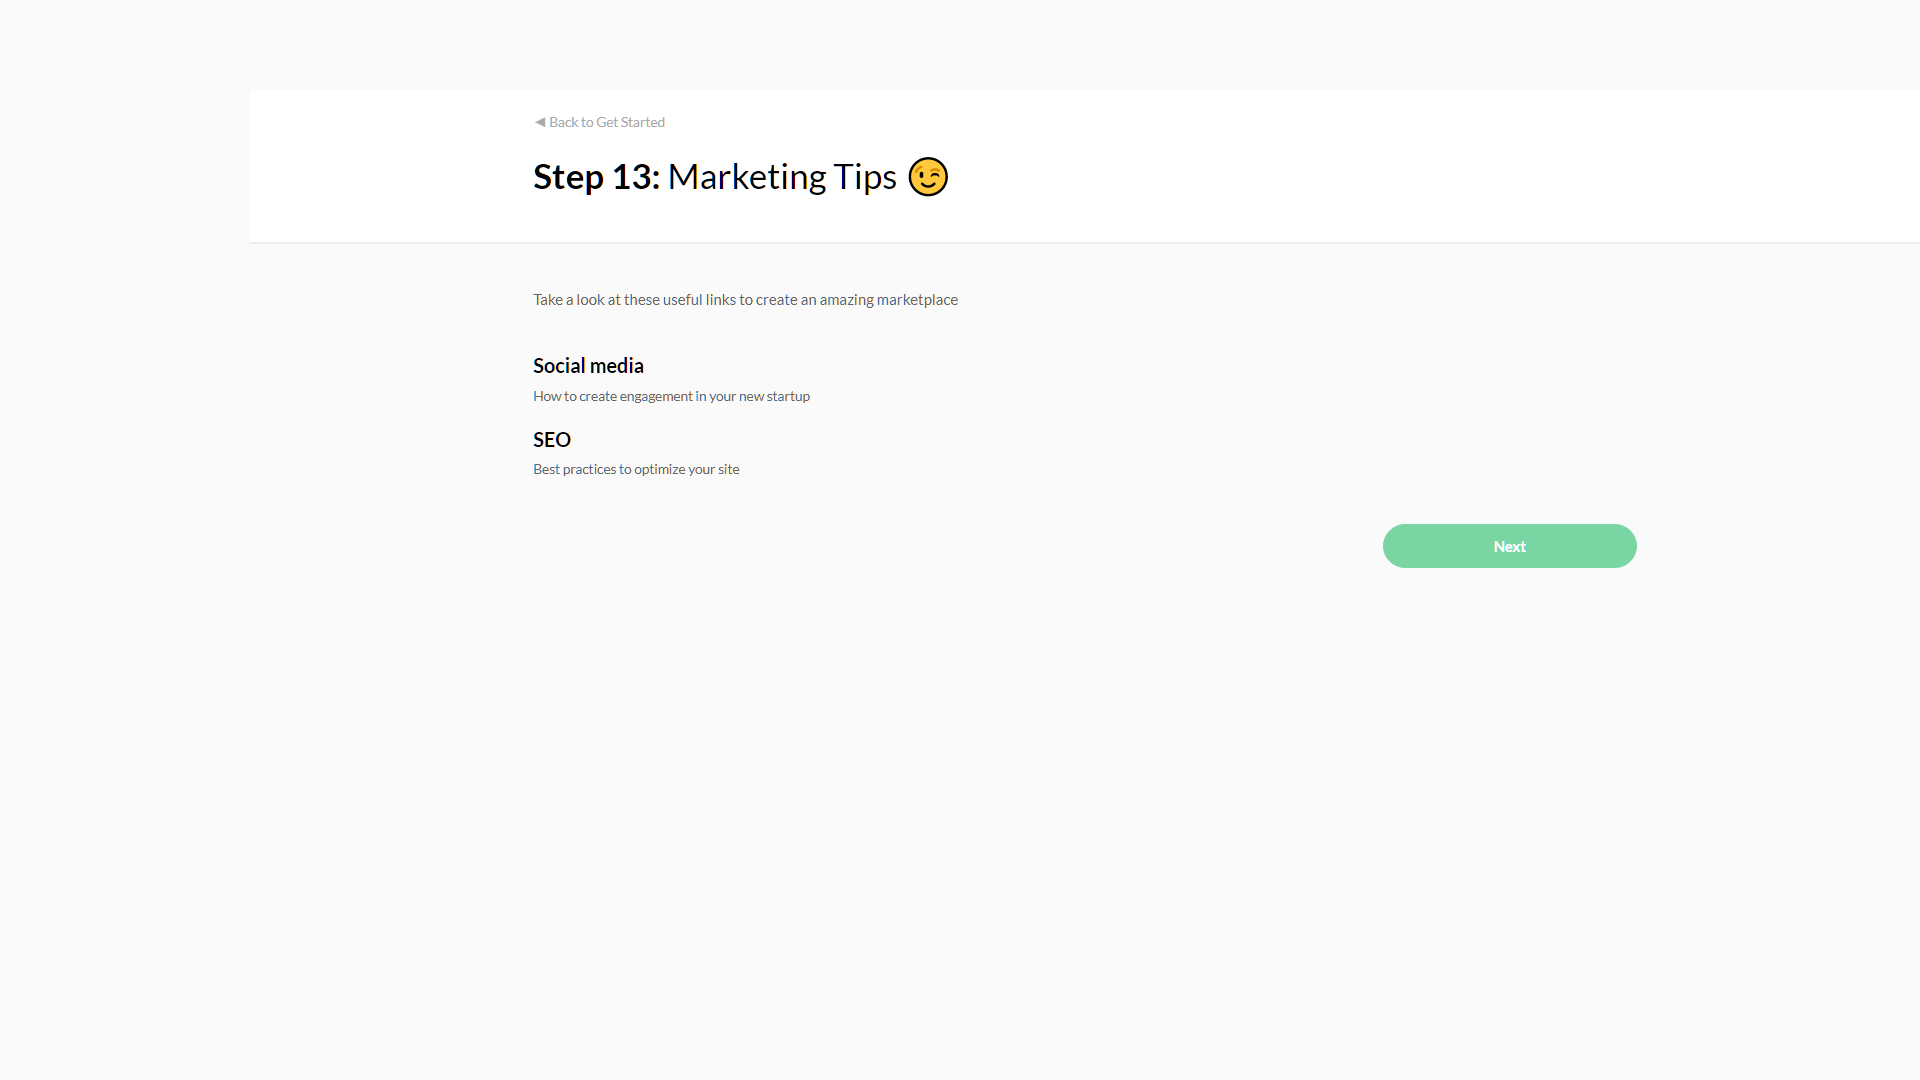 ◄ Back to Get Started
Step 13: Marketing Tips 😉
Take a look at these useful links to create an amazing marketplace
Social media
How to create engagement in your new startup
SEO
Best practices to optimize your site
Next